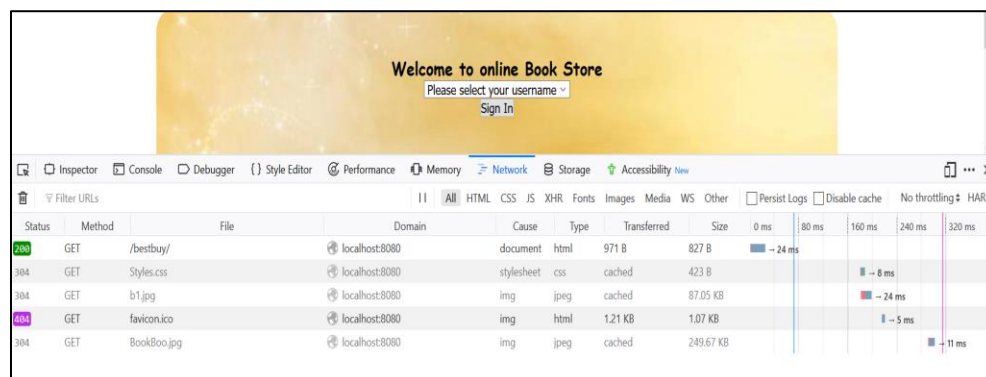 Welcome to online Book Store
Please select your username
Sign In
Inspector Console Debugger {} Style Editor Performance Memory Network Storage Accessibility New ...
Filter URLs || All HTML CSS JS XHR Fonts Images Media WS Other Persist Logs Disable cache No throttling HAR
Status Method File Domain Cause Type Transferred Size 0 ms 80 ms 160 ms 240 ms 320 ms
200 GET /bestbuy/ localhost:8080 document html 971 B 827 B → 24 ms
304 GET Styles.css localhost:8080 stylesheet css cached 423 B → 8 ms
304 GET b1.jpg localhost:8080 img jpeg cached 87.05 KB → 24 ms
404 GET favicon.ico localhost:8080 img html 1.21 KB 1.07 KB → 5 ms
304 GET BookBoo.jpg localhost:8080 img jpeg cached 249.67 KB → 11 ms